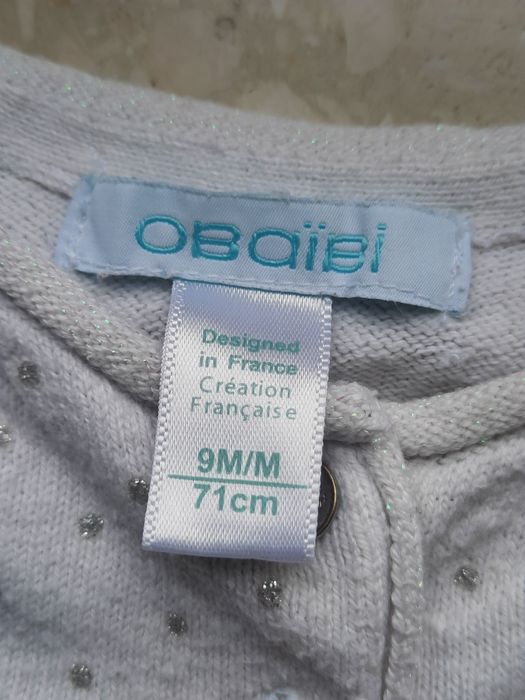 OBaïBi
Designed
in France
Création
Française
9M/M
71cm